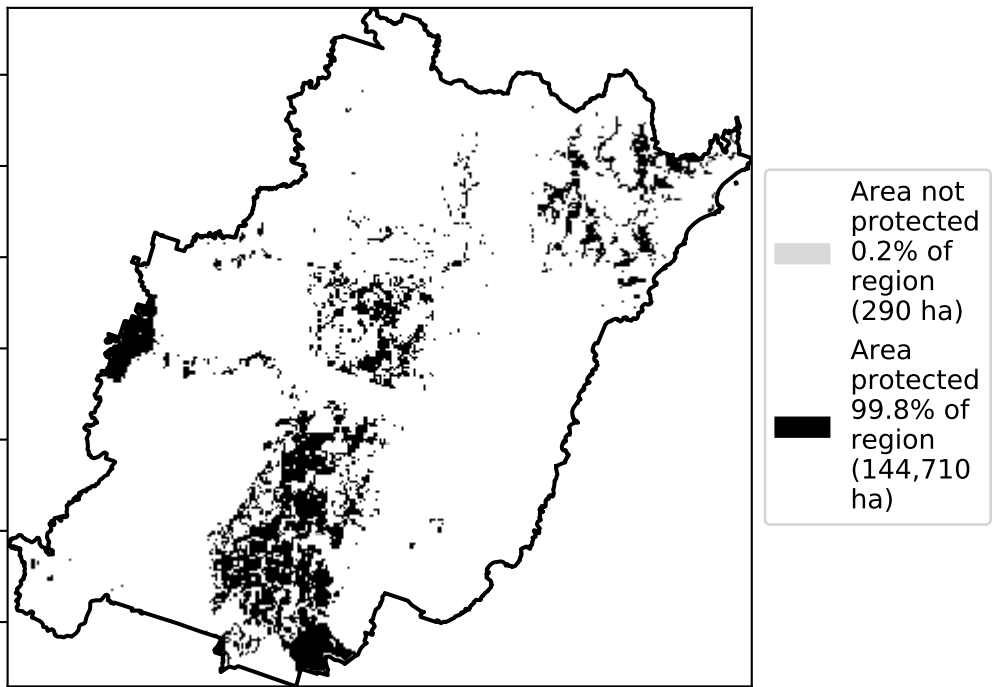 Area not
protected
0.2% of
region
(290 ha)
Area
protected
99.8% of
region
(144,710
ha)